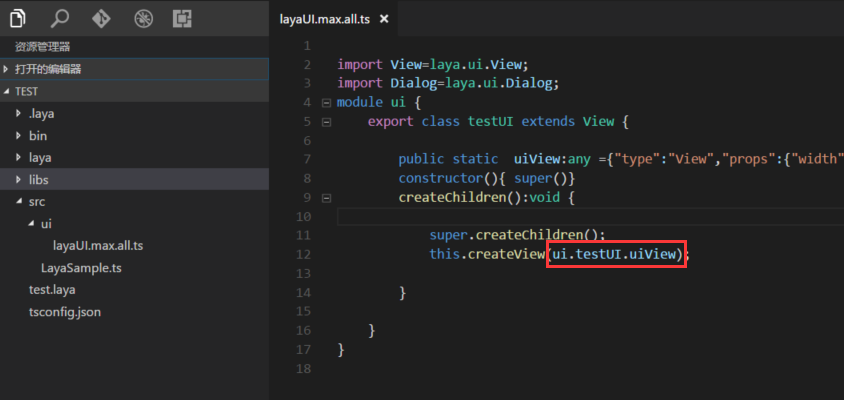 layaUI.max.all.ts ×
资源管理器
打开的编辑器
TEST
.laya
bin
laya
libs
src
ui
layaUI.max.all.ts
LayaSample.ts
test.laya
tsconfig.json
1
2 import View=laya.ui.View;
3 import Dialog=laya.ui.Dialog;
4 module ui {
5 export class testUI extends View {
6
7 public static  uiView:any ={"type":"View","props":{"width"
8 constructor(){ super()}
9 createChildren():void {
10
11 super.createChildren();
12 this.createView(ui.testUI.uiView);
13
14 }
15
16 }
17 }
18